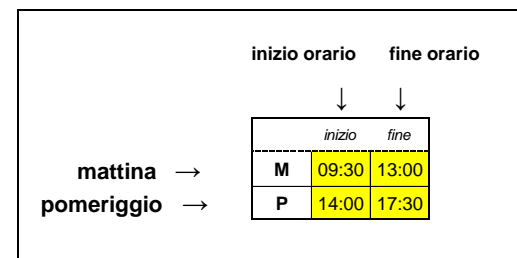 inizio orario fine orario
↓ ↓
inizio fine
mattina → M 09:30 13:00
pomeriggio → P 14:00 17:30